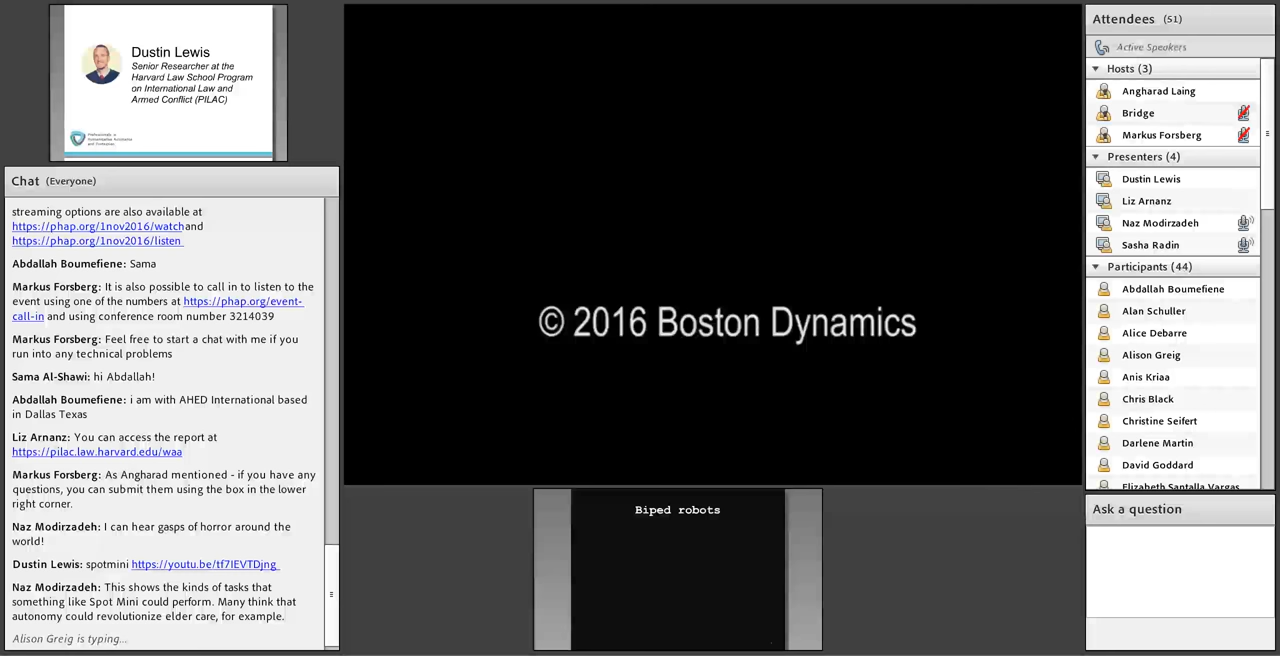 Dustin Lewis
Senior Researcher at the
Harvard Law School Program
on International Law and
Armed Conflict (PILAC)
Chat (Everyone)
streaming options are also available at
https://phap.org/1nov2016/watchand
https://phap.org/1nov2016/listen
Abdallah Boumefiene: Sama
Markus Forsberg: It is also possible to call in to listen to the
event using one of the numbers at https://phap.org/event-
call-in and using conference room number 3214039
Markus Forsberg: Feel free to start a chat with me if you
run into any technical problems
Sama Al-Shawi: hi Abdallah!
Abdallah Boumefiene: i am with AHED International based
in Dallas Texas
Liz Arnanz: You can access the report at
https://pilac.law.harvard.edu/waa
Markus Forsberg: As Angharad mentioned - if you have any
questions, you can submit them using the box in the lower
right corner.
Naz Modirzadeh: I can hear gasps of horror around the
world!
Dustin Lewis: spotmini https://youtu.be/tf7IEVTDjng
Naz Modirzadeh: This shows the kinds of tasks that
something like Spot Mini could perform. Many think that
autonomy could revolutionize elder care, for example.
Alison Greig is typing...
© 2016 Boston Dynamics
Biped robots
Attendees (51)
Active Speakers
Hosts (3)
Angharad Laing
Bridge
Markus Forsberg
Presenters (4)
Dustin Lewis
Liz Arnanz
Naz Modirzadeh
Sasha Radin
Participants (44)
Abdallah Boumefiene
Alan Schuller
Alice Debarre
Alison Greig
Anis Kriaa
Chris Black
Christine Seifert
Darlene Martin
David Goddard
Elizabeth Santalla Vargas
Ask a question